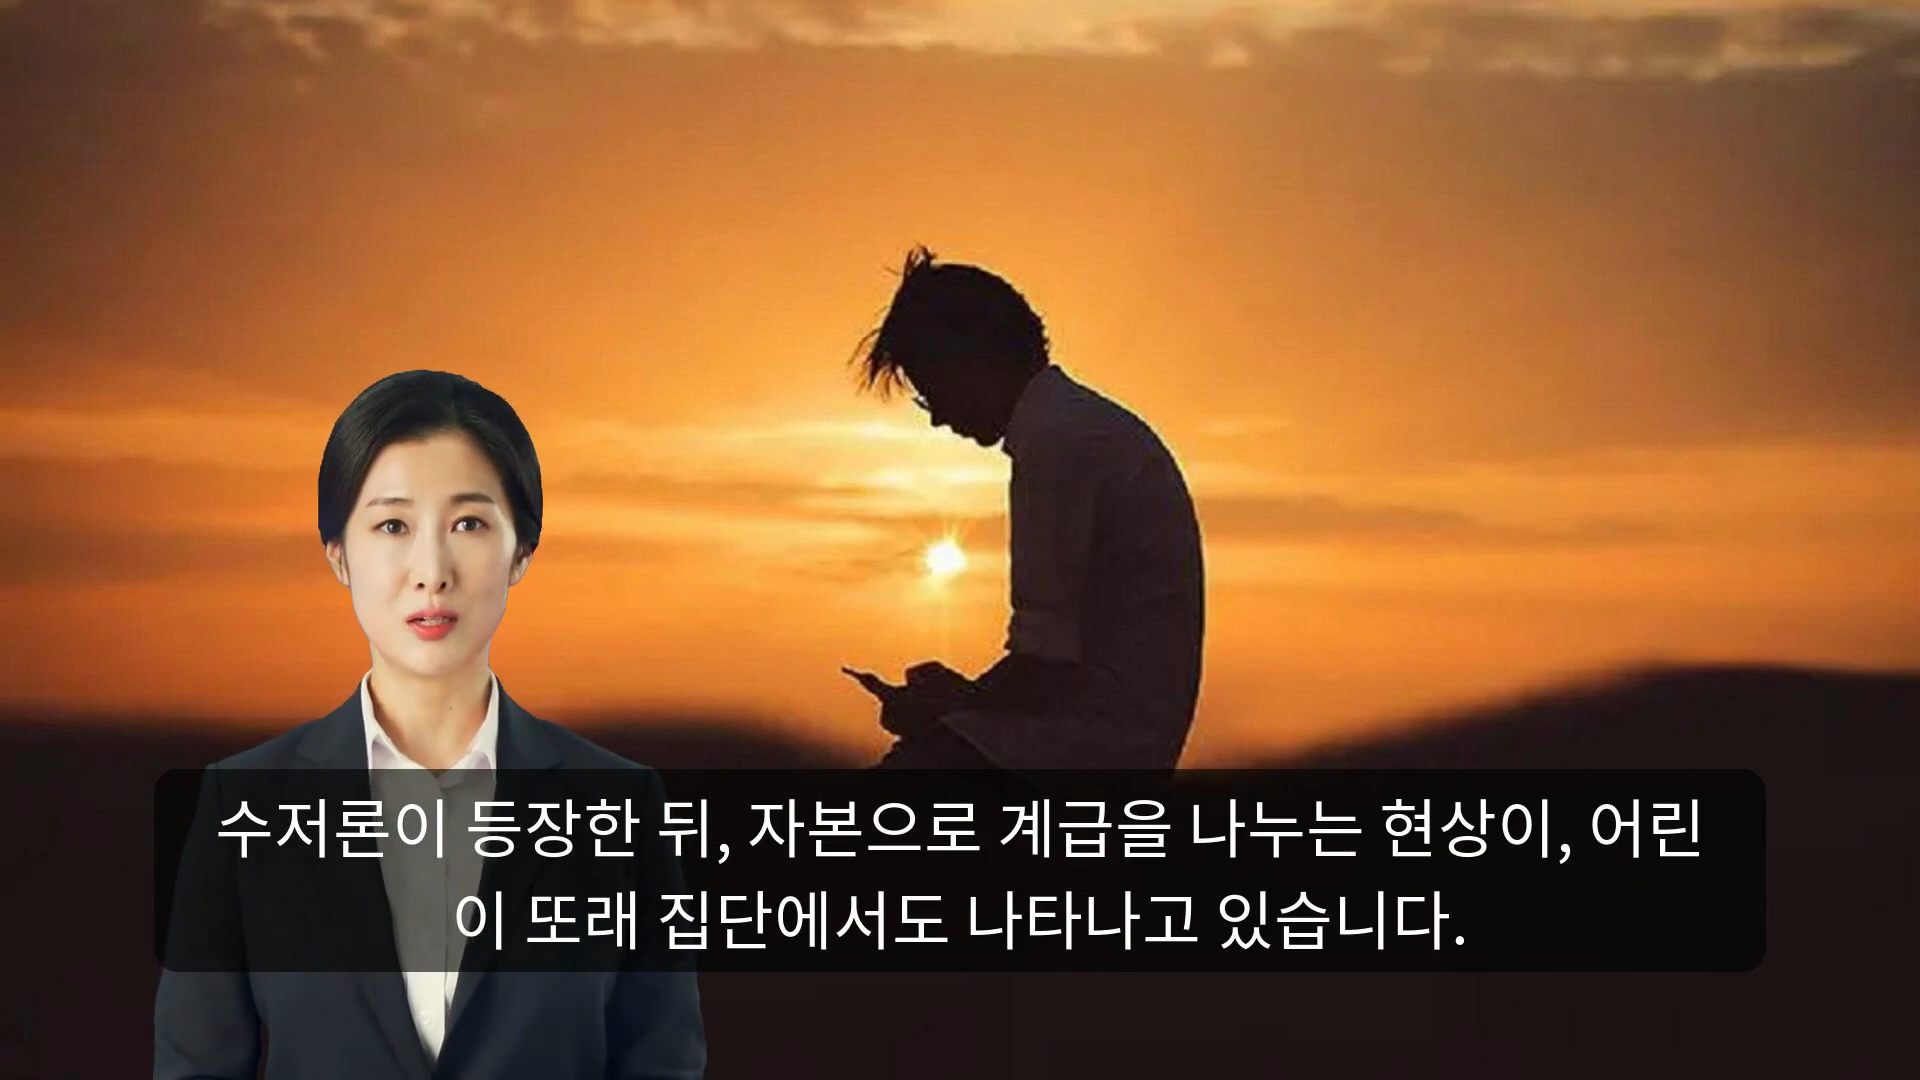 수저론이 등장한 뒤, 자본으로 계급을 나누는 현상이, 어린
이 또래 집단에서도 나타나고 있습니다.